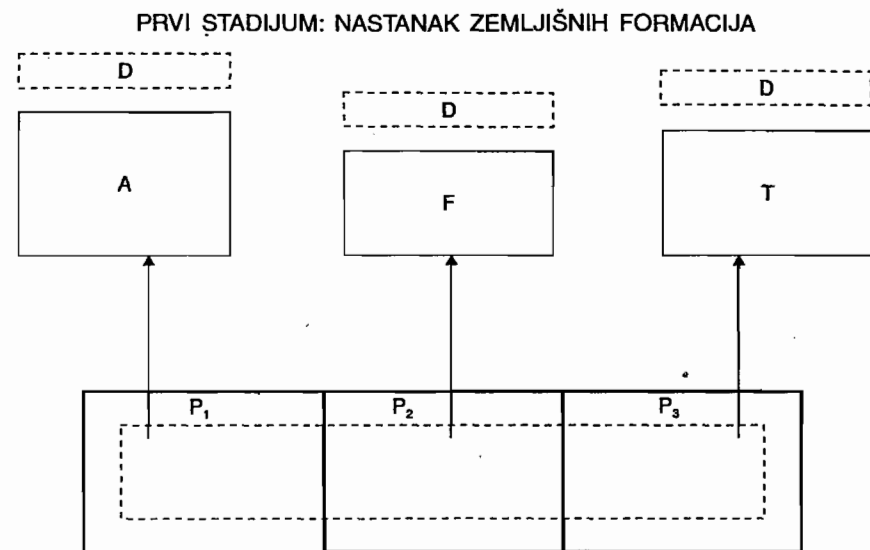 PRVI STADIJUM: NASTANAK ZEMLJIŠNIH FORMACIJA
D
D
D
A
F
T
P₁
P₂
P₃